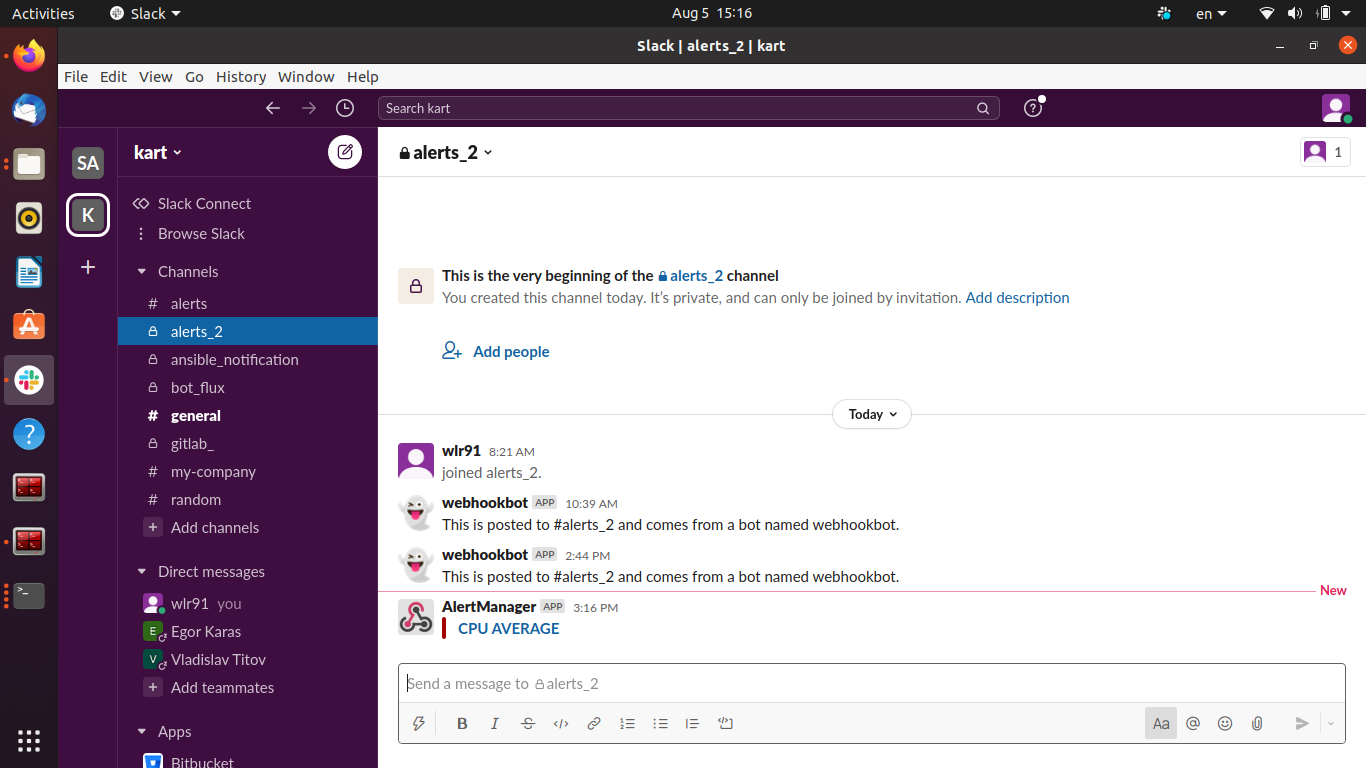 Activities Slack Aug 5 15:16 en
Slack | alerts_2 | kart
File Edit View Go History Window Help
Search kart
SA
K
kart
Slack Connect
Browse Slack
Channels
# alerts
alerts_2
ansible_notification
bot_flux
# general
gitlab_
# my-company
# random
+ Add channels
Direct messages
wlr91 you
E Egor Karas
V Vladislav Titov
+ Add teammates
Apps
Bitbucket
alerts_2
1
This is the very beginning of the alerts_2 channel
You created this channel today. It’s private, and can only be joined by invitation. Add description
Add people
Today
wlr91 8:21 AM
joined alerts_2.
webhookbot APP 10:39 AM
This is posted to #alerts_2 and comes from a bot named webhookbot.
webhookbot APP 2:44 PM
This is posted to #alerts_2 and comes from a bot named webhookbot.
New
AlertManager APP 3:16 PM
CPU AVERAGE
Send a message to alerts_2
B I S Aa @